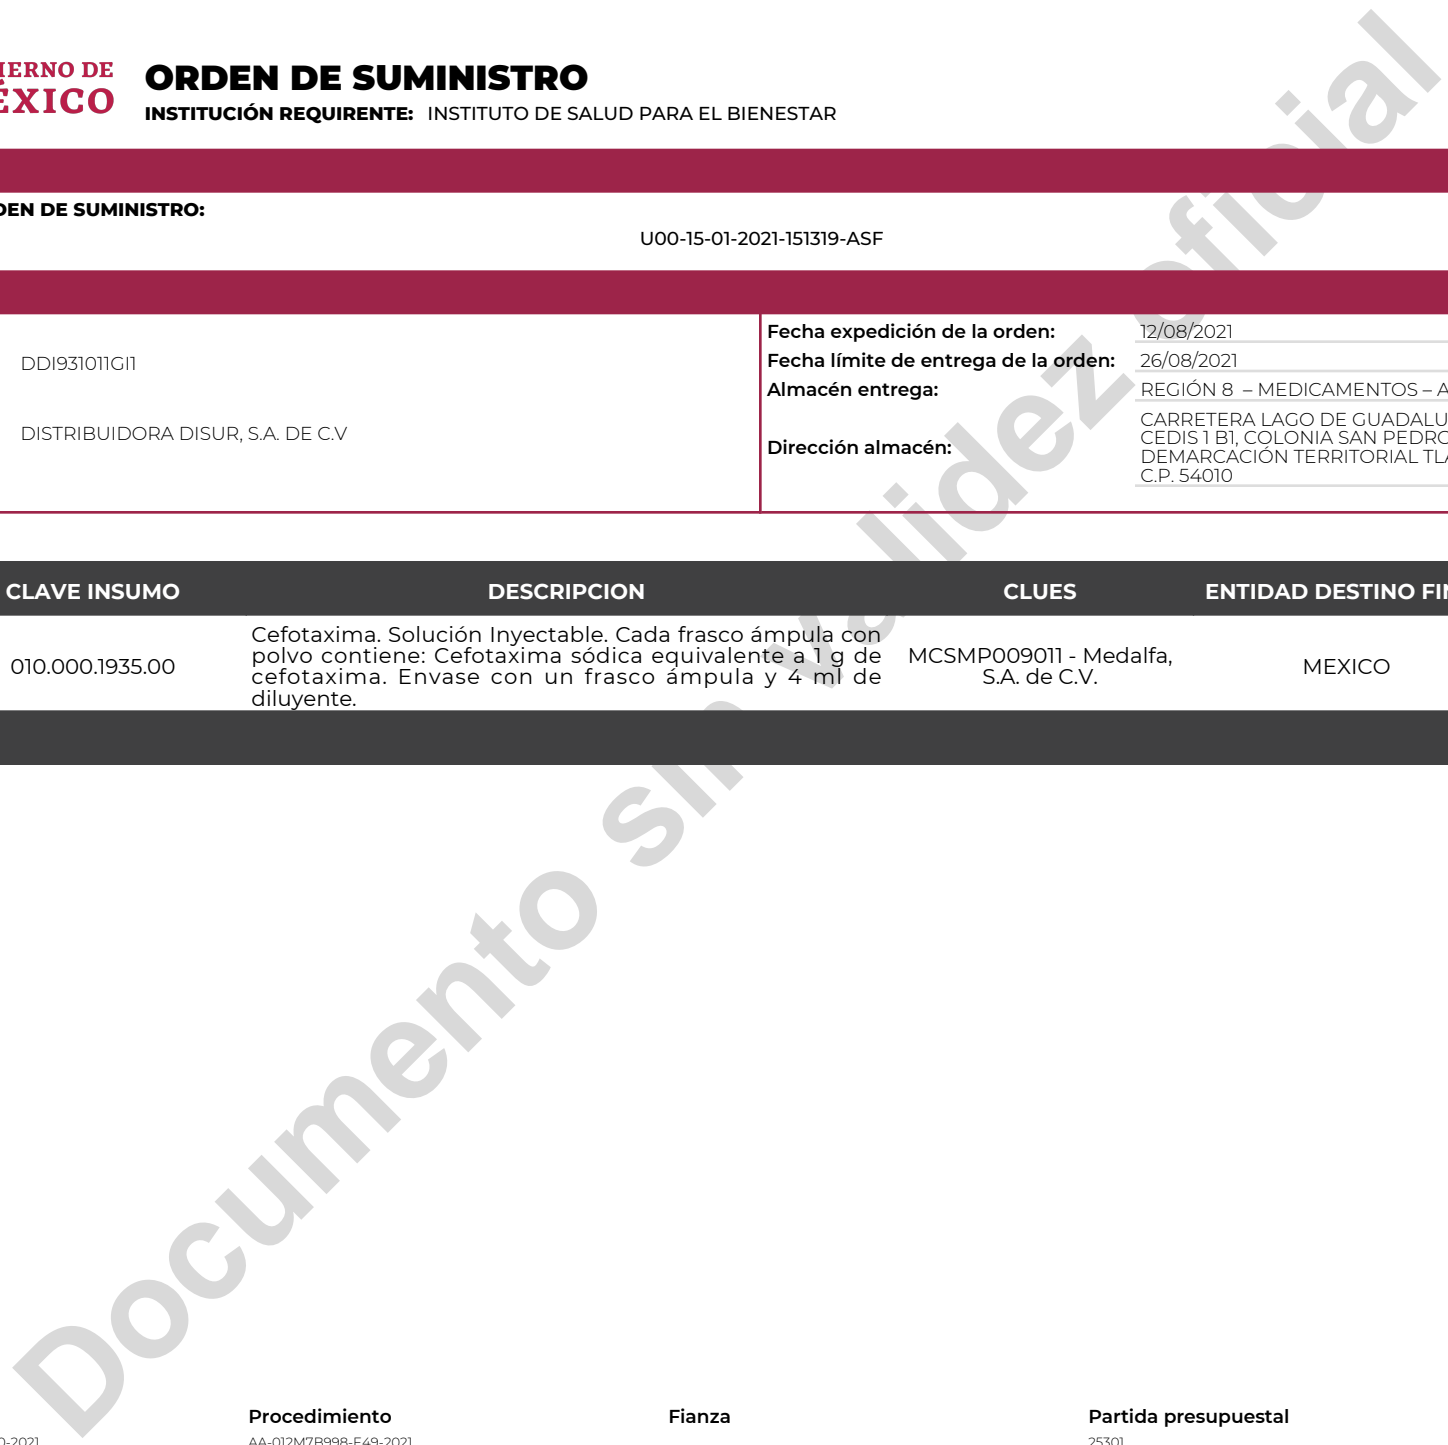 ORDEN DE SUMINISTRO
INSTITUCIÓN REQUIRENTE: INSTITUTO DE SALUD PARA EL BIENESTAR
IERNO DE
ÉXICO
DEN DE SUMINISTRO:
U00-15-01-2021-151319-ASF
DDI931011GI1
DISTRIBUIDORA DISUR, S.A. DE C.V
Fecha expedición de la orden: 12/08/2021
Fecha límite de entrega de la orden: 26/08/2021
Almacén entrega: REGIÓN 8 – MEDICAMENTOS – A
Dirección almacén:
CARRETERA LAGO DE GUADALU
CEDIS 1 B1, COLONIA SAN PEDRO
DEMARCACIÓN TERRITORIAL TLA
C.P. 54010
CLAVE INSUMO DESCRIPCION CLUES ENTIDAD DESTINO FIN
010.000.1935.00
Cefotaxima. Solución Inyectable. Cada frasco ámpula con
polvo contiene: Cefotaxima sódica equivalente a 1 g de
cefotaxima. Envase con un frasco ámpula y 4 ml de
diluyente.
MCSMP009011 - Medalfa,
S.A. de C.V.
MEXICO
Documento sin validez oficial
Procedimiento Fianza Partida presupuestal
0-2021 AA-012M7B998-E49-2021 25301